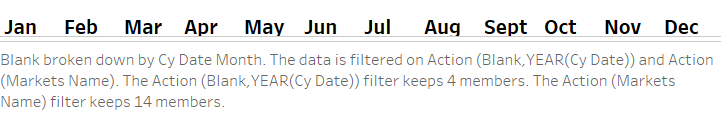 Jan Feb Mar Apr May Jun Jul Aug Sept Oct Nov Dec
Blank broken down by Cy Date Month. The data is filtered on Action (Blank,YEAR(Cy Date)) and Action
(Markets Name). The Action (Blank,YEAR(Cy Date)) filter keeps 4 members. The Action (Markets
Name) filter keeps 14 members.